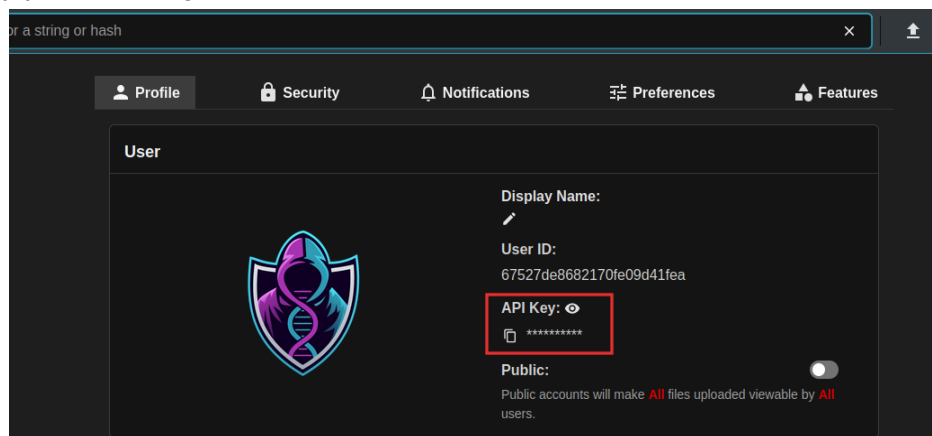 or a string or hash
Profile Security Notifications Preferences Features
User
Display Name:
User ID:
67527de8682170fe09d41fea
API Key:
**********
Public:
Public accounts will make All files uploaded viewable by All
users.